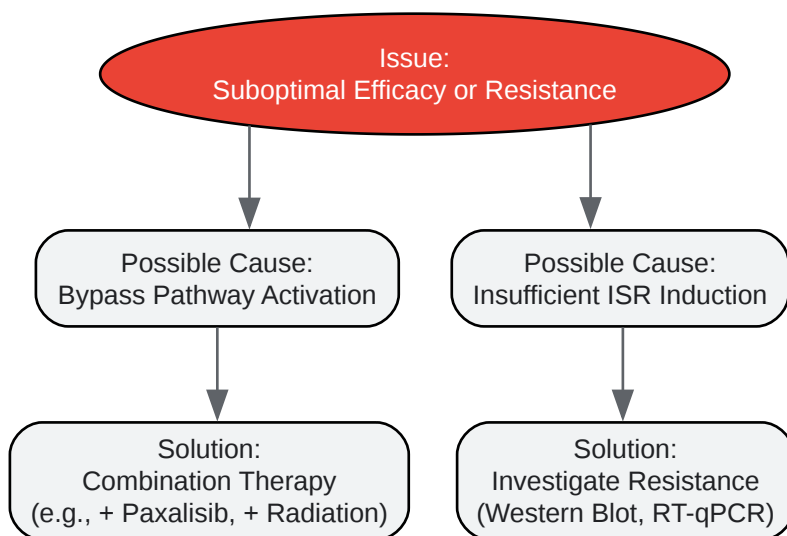 Issue:
Suboptimal Efficacy or Resistance
Possible Cause:
Bypass Pathway Activation
Possible Cause:
Insufficient ISR Induction
Solution:
Combination Therapy
(e.g., + Paxalisib, + Radiation)
Solution:
Investigate Resistance
(Western Blot, RT-qPCR)